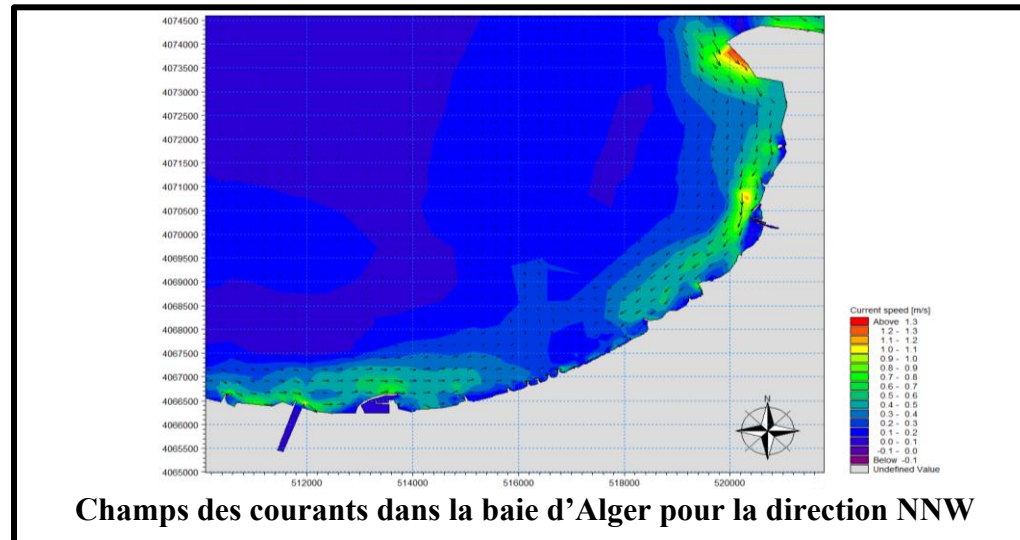 4074500
4074000
4073500
4073000
4072500
4072000
4071500
4071000
4070500
4070000
4069500
4069000
4068500
4068000
4067500
4067000
4066500
4066000
4065500
4065000
512000 514000 516000 518000 520000
N
Current speed [m/s]
Above 1.3
1.2 - 1.3
1.1 - 1.2
1.0 - 1.1
0.9 - 1.0
0.8 - 0.9
0.7 - 0.8
0.6 - 0.7
0.5 - 0.6
0.4 - 0.5
0.3 - 0.4
0.2 - 0.3
0.1 - 0.2
0.0 - 0.1
-0.1 - 0.0
Below -0.1
Undefined Value
Champs des courants dans la baie d’Alger pour la direction NNW